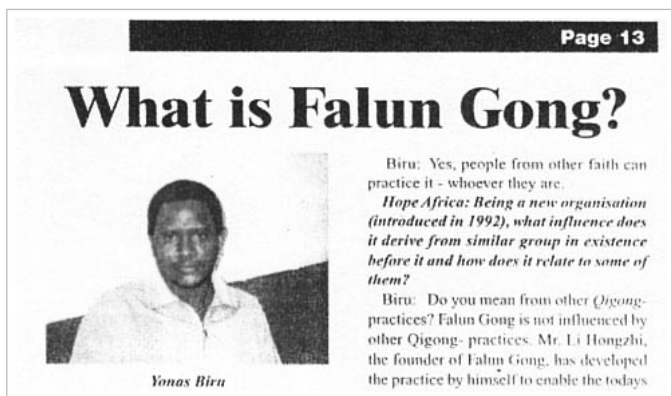 Page 13
What is Falun Gong?
Yonas Biru
Biru: Yes, people from other faith can
practice it - whoever they are.
Hope Africa: Being a new organisation
(introduced in 1992), what influence does
it derive from similar group in existence
before it and how does it relate to some of
them?
Biru: Do you mean from other Qigong-
practices? Falun Gong is not influenced by
other Qigong- practices. Mr. Li Hongzhi,
the founder of Falun Gong, has developed
the practice by himself to enable the todays